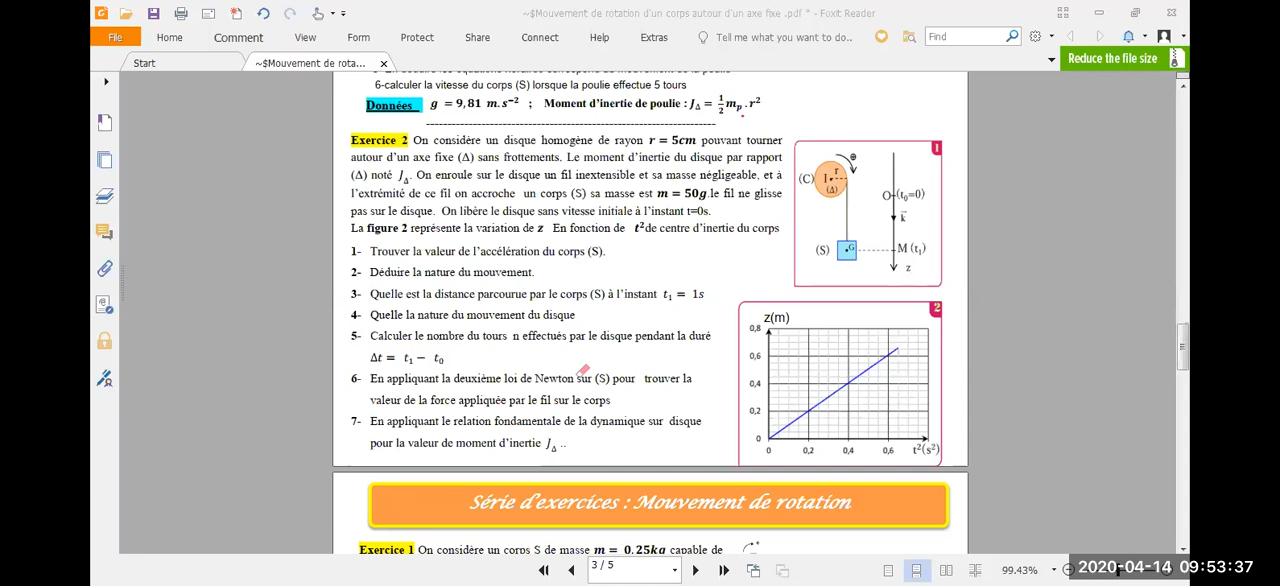 ~$Mouvement de rotation d'un corps autour d'un axe fixe .pdf * - Foxit Reader
File Home Comment View Form Protect Share Connect Help Extras Tell me what you want to do.. Find
Start ~$Mouvement de rota...
Reduce the file size
6-calculer la vitesse du corps (S) lorsque la poulie effectue 5 tours
Données g = 9,81 m.s⁻² ; Moment d'inertie de poulie : J_Δ = 1/2 m_p . r²
Exercice 2 On considère un disque homogène de rayon r = 5cm pouvant tourner
autour d'un axe fixe (Δ) sans frottements. Le moment d'inertie du disque par rapport
(Δ) noté J_Δ. On enroule sur le disque un fil inextensible et sa masse négligeable, et à
l'extrémité de ce fil on accroche un corps (S) sa masse est m = 50g.le fil ne glisse
pas sur le disque. On libère le disque sans vitesse initiale à l'instant t=0s.
La figure 2 représente la variation de z En fonction de t²de centre d'inertie du corps
1- Trouver la valeur de l'accélération du corps (S).
2- Déduire la nature du mouvement.
3- Quelle est la distance parcourue par le corps (S) à l'instant t₁ = 1s
4- Quelle la nature du mouvement du disque
5- Calculer le nombre du tours n effectués par le disque pendant la duré
Δt = t₁ − t₀
6- En appliquant la deuxième loi de Newton sur (S) pour trouver la
valeur de la force appliquée par le fil sur le corps
7- En appliquant le relation fondamentale de la dynamique sur disque
pour la valeur de moment d'inertie J_Δ ..
1
⊕
(C) I r
(Δ)
O (t₀=0)
k
(S) G M (t₁)
z
2
z(m)
0,8
0,6
0,4
0,2
0
0 0,2 0,4 0,6 t²(s²)
Série d'exercices : Mouvement de rotation
Exercice 1 On considère un corps S de masse m = 0,25kg capable de
3 / 5
99.43%
2020-04-14 09:53:37